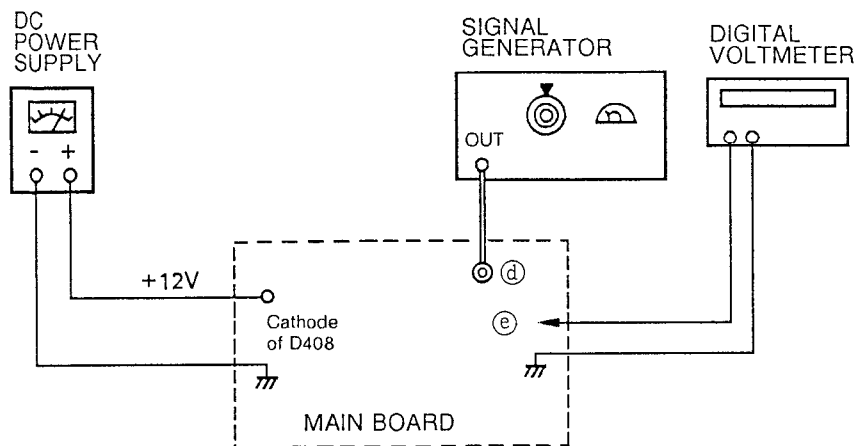 DC
POWER
SUPPLY
- +
SIGNAL
GENERATOR
OUT
DIGITAL
VOLTMETER
+12V
Cathode
of D408
ⓓ
ⓔ
MAIN BOARD